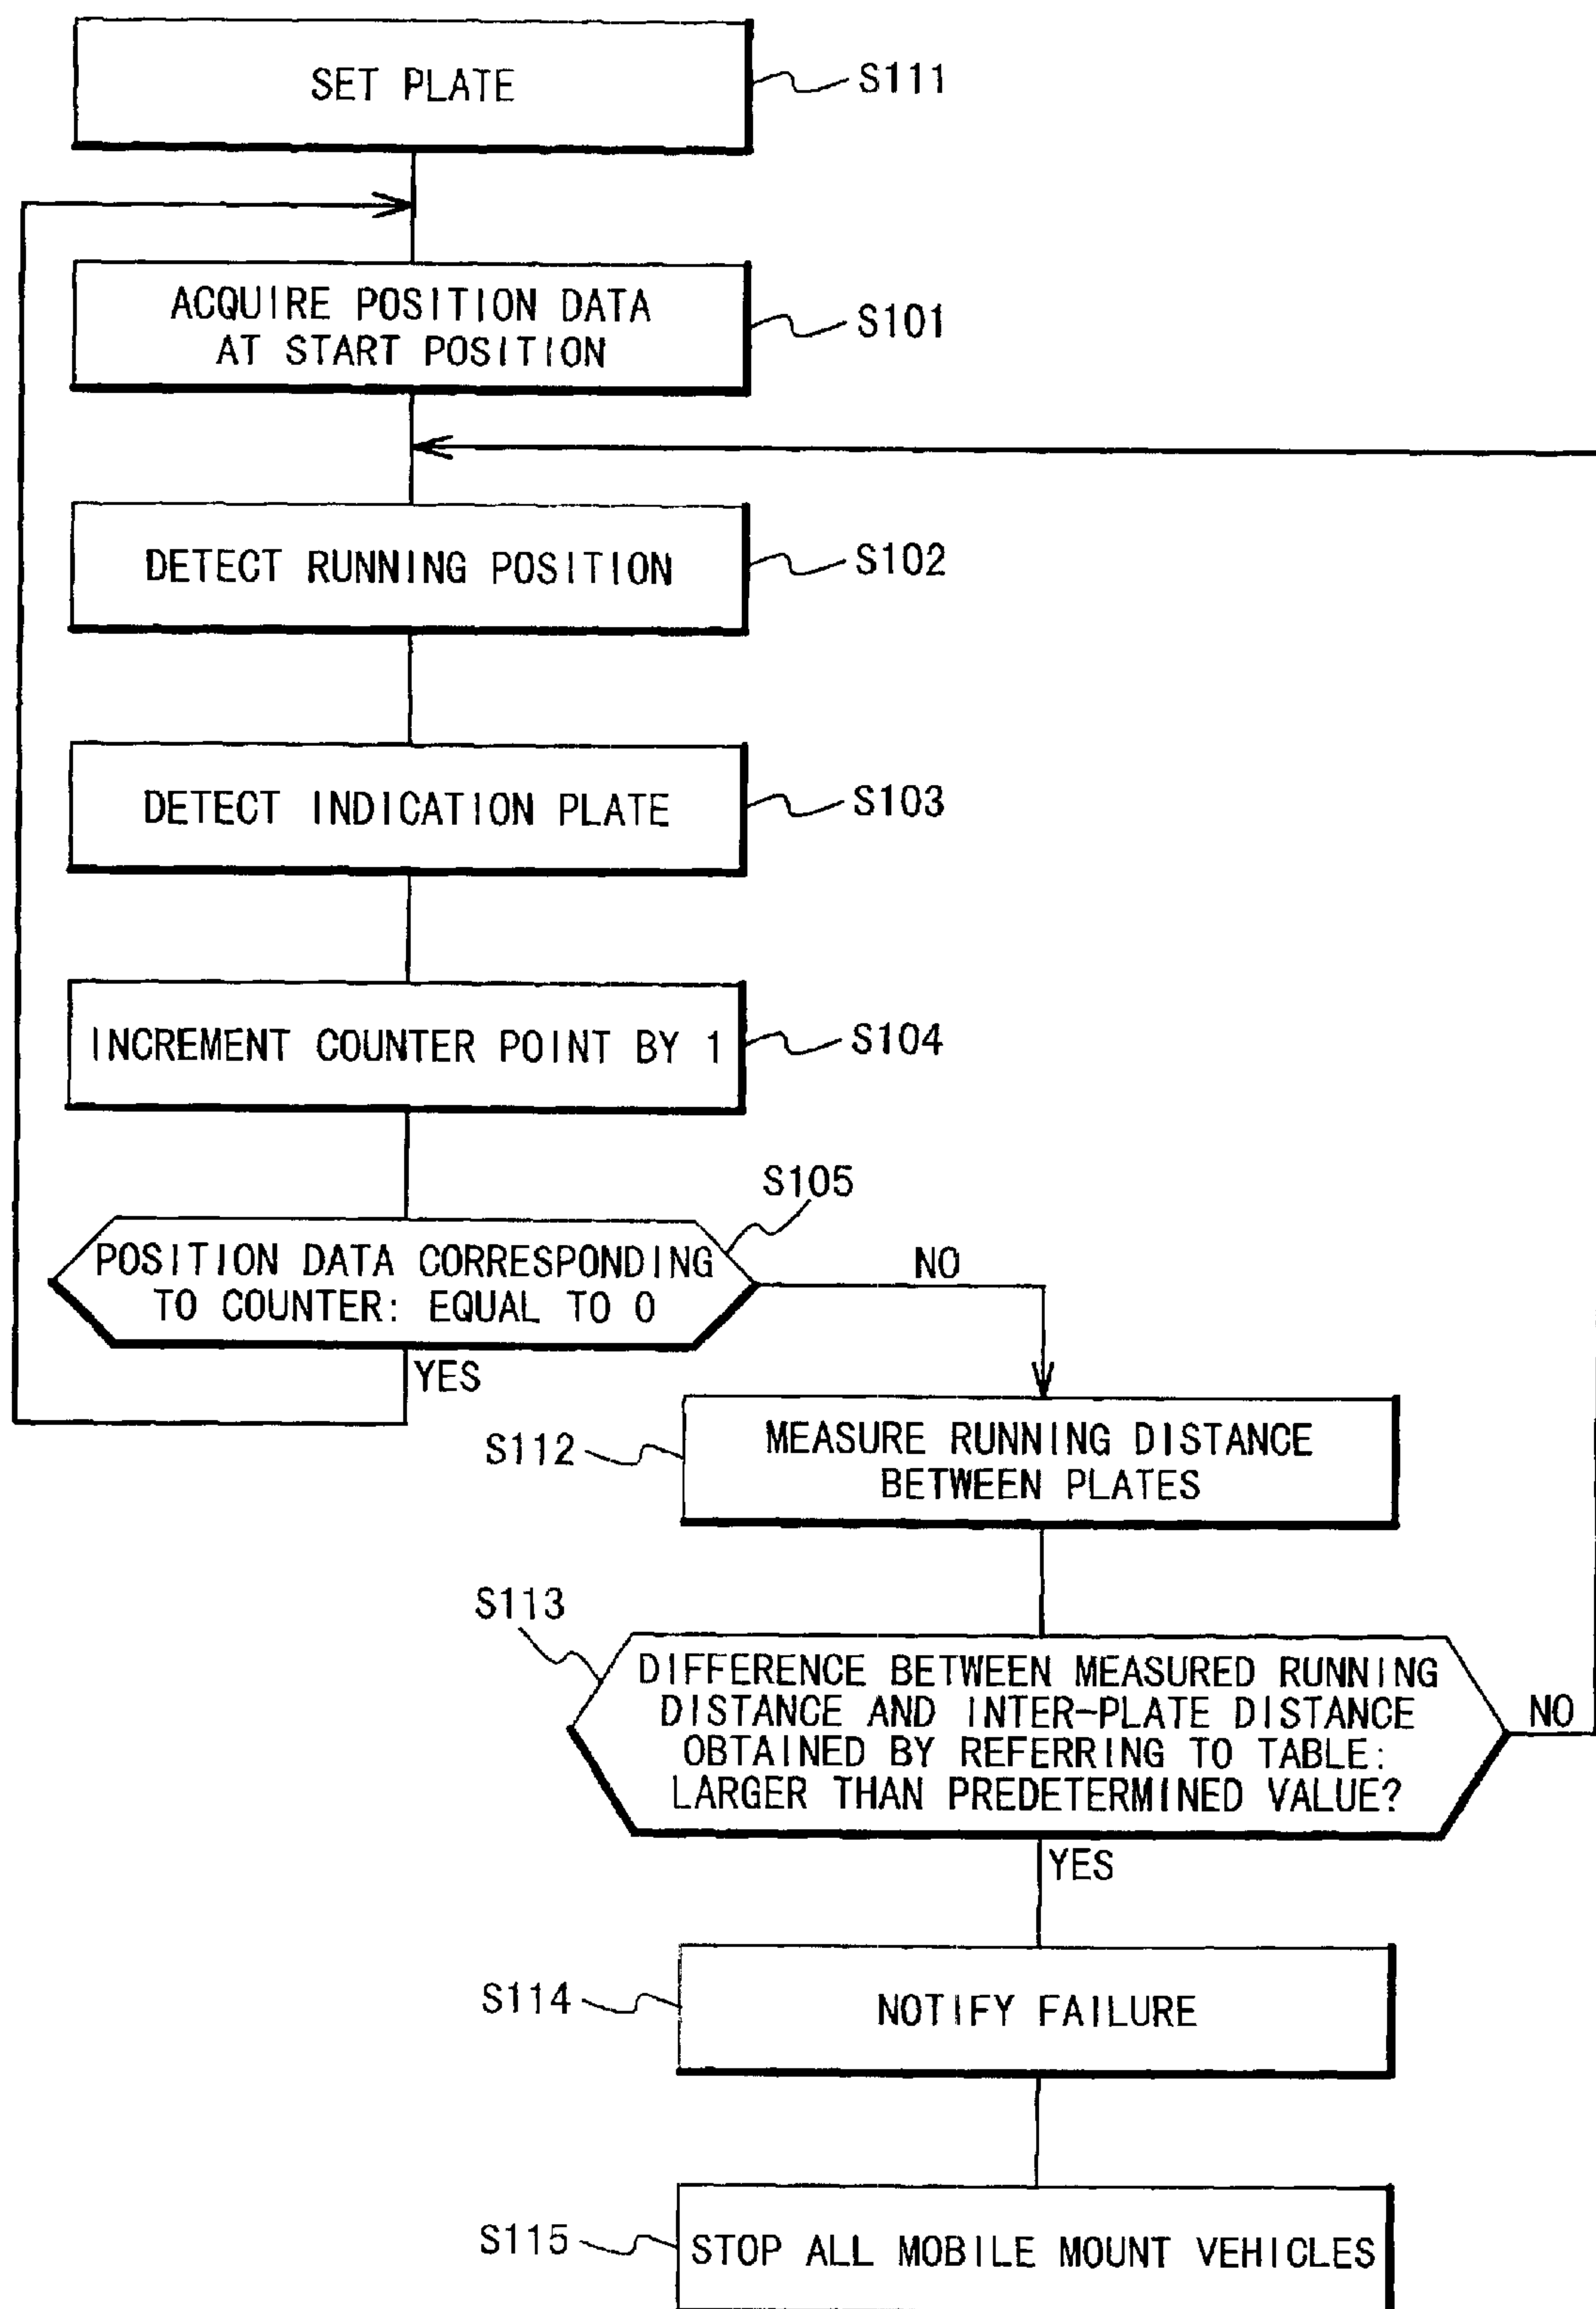 SET PLATE
S111
ACQUIRE POSITION DATA
AT START POSITION
S101
DETECT RUNNING POSITION
S102
DETECT INDICATION PLATE
S103
INCREMENT COUNTER POINT BY 1
S104
S105
POSITION DATA CORRESPONDING
TO COUNTER: EQUAL TO 0
NO
YES
S112
MEASURE RUNNING DISTANCE
BETWEEN PLATES
S113
DIFFERENCE BETWEEN MEASURED RUNNING
DISTANCE AND INTER-PLATE DISTANCE
OBTAINED BY REFERRING TO TABLE:
LARGER THAN PREDETERMINED VALUE?
NO
YES
S114
NOTIFY FAILURE
S115
STOP ALL MOBILE MOUNT VEHICLES